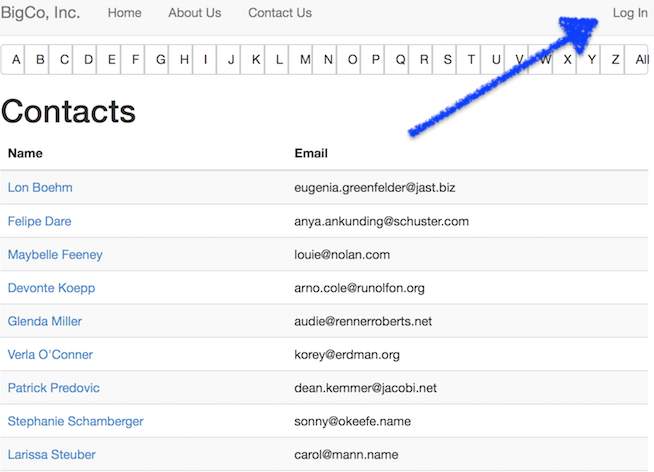 BigCo, Inc. Home About Us Contact Us Log In
A B C D E F G H I J K L M N O P Q R S T U V W X Y Z All
Contacts
Name Email
Lon Boehm eugenia.greenfelder@jast.biz
Felipe Dare anya.ankunding@schuster.com
Maybelle Feeney louie@nolan.com
Devonte Koepp arno.cole@runolfon.org
Glenda Miller audie@rennerroberts.net
Verla O'Conner korey@erdman.org
Patrick Predovic dean.kemmer@jacobi.net
Stephanie Schamberger sonny@okeefe.name
Larissa Steuber carol@mann.name